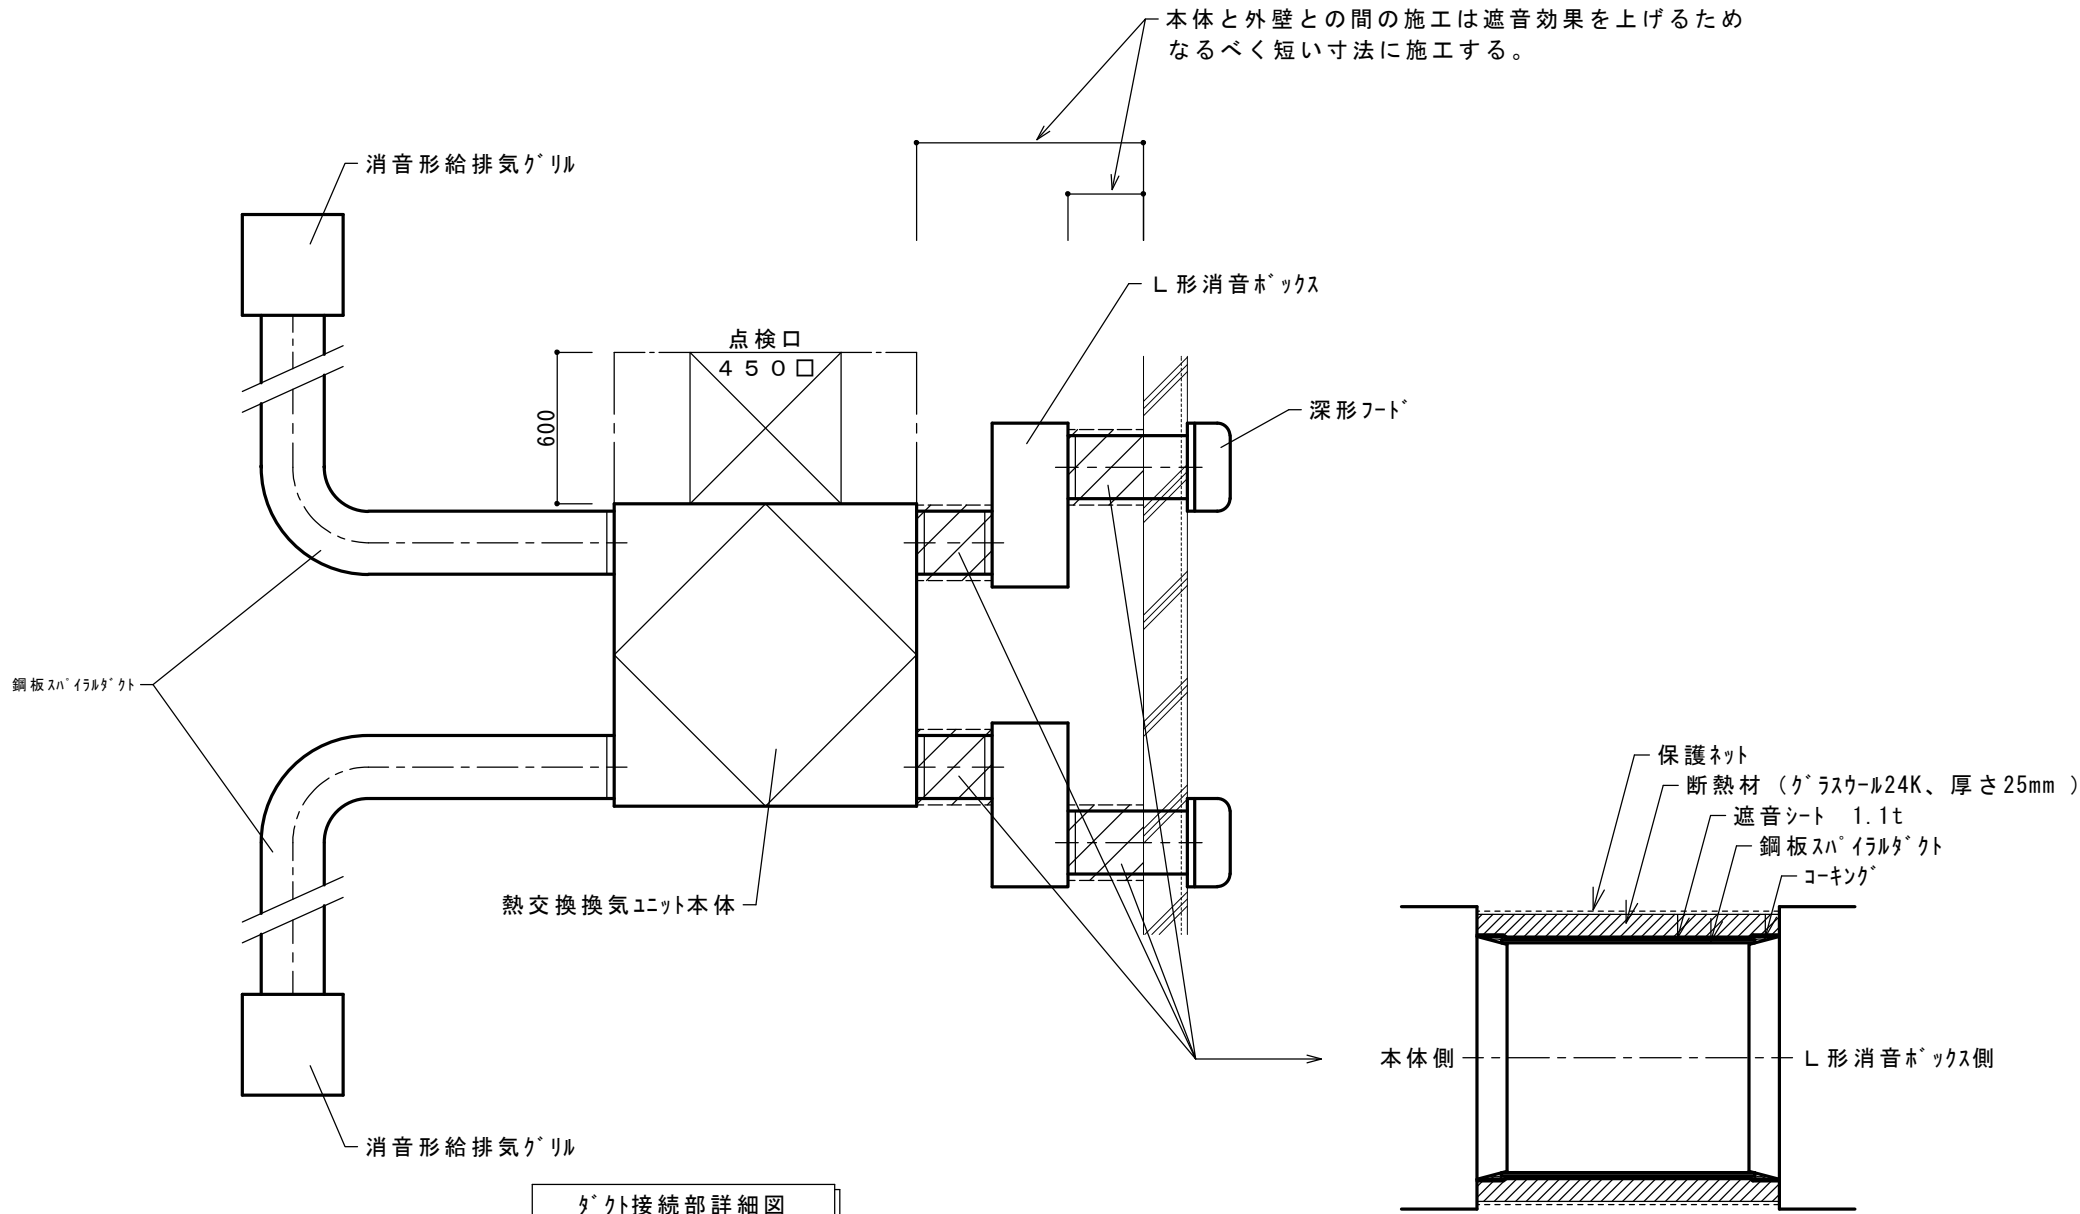 本体と外壁との間の施工は遮音効果を上げるため
なるべく短い寸法に施工する。
消音形給排気ｸﾞﾘﾙ
Ｌ形消音ﾎﾞｯｸｽ
点検口
４５０□
600
深形ﾌｰﾄﾞ
鋼板ｽﾊﾟｲﾗﾙﾀﾞｸﾄ
熱交換換気ﾕﾆｯﾄ本体
保護ﾈｯﾄ
断熱材（ｸﾞﾗｽｳｰﾙ24K、厚さ25mm ）
遮音ｼｰﾄ 1.1t
鋼板ｽﾊﾟｲﾗﾙﾀﾞｸﾄ
ｺｰｷﾝｸﾞ
本体側
Ｌ形消音ﾎﾞｯｸｽ側
消音形給排気ｸﾞﾘﾙ
ﾀﾞｸﾄ接続部詳細図